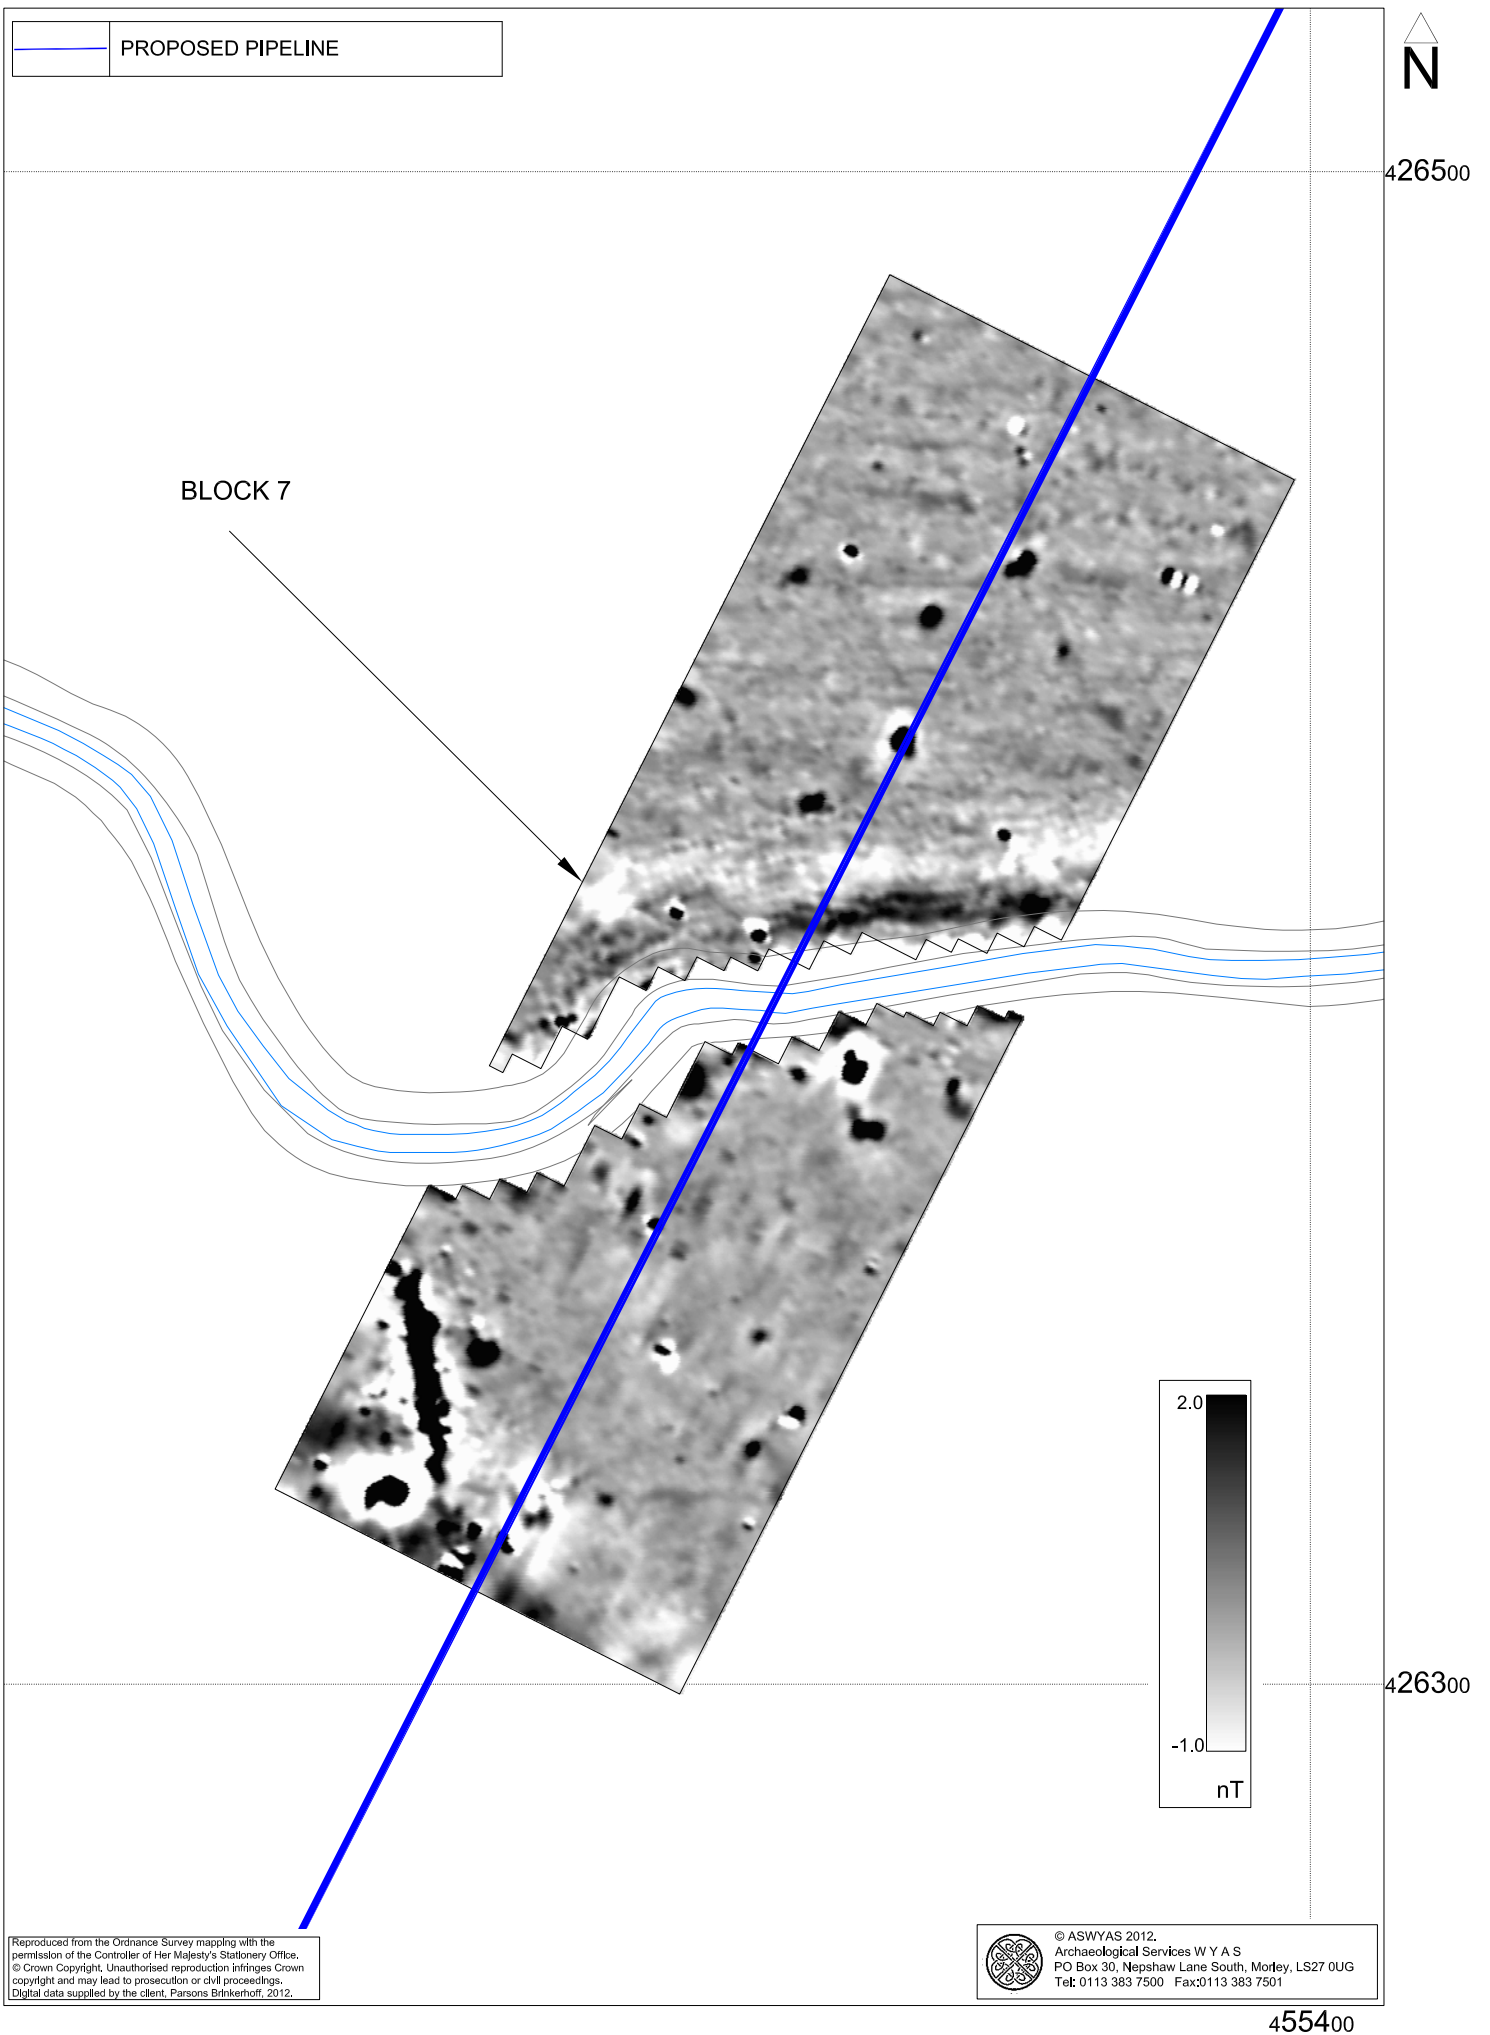 PROPOSED PIPELINE
N
426500
BLOCK 7
2.0
-1.0
nT
426300
Reproduced from the Ordnance Survey mapping with the
permission of the Controller of Her Majesty's Stationery Office.
© Crown Copyright. Unauthorised reproduction infringes Crown
copyright and may lead to prosecution or civil proceedings.
Digital data supplied by the client, Parsons Brinkerhoff, 2012.
© ASWYAS 2012.
Archaeological Services W Y A S
PO Box 30, Nepshaw Lane South, Morley, LS27 0UG
Tel: 0113 383 7500 Fax:0113 383 7501
455400